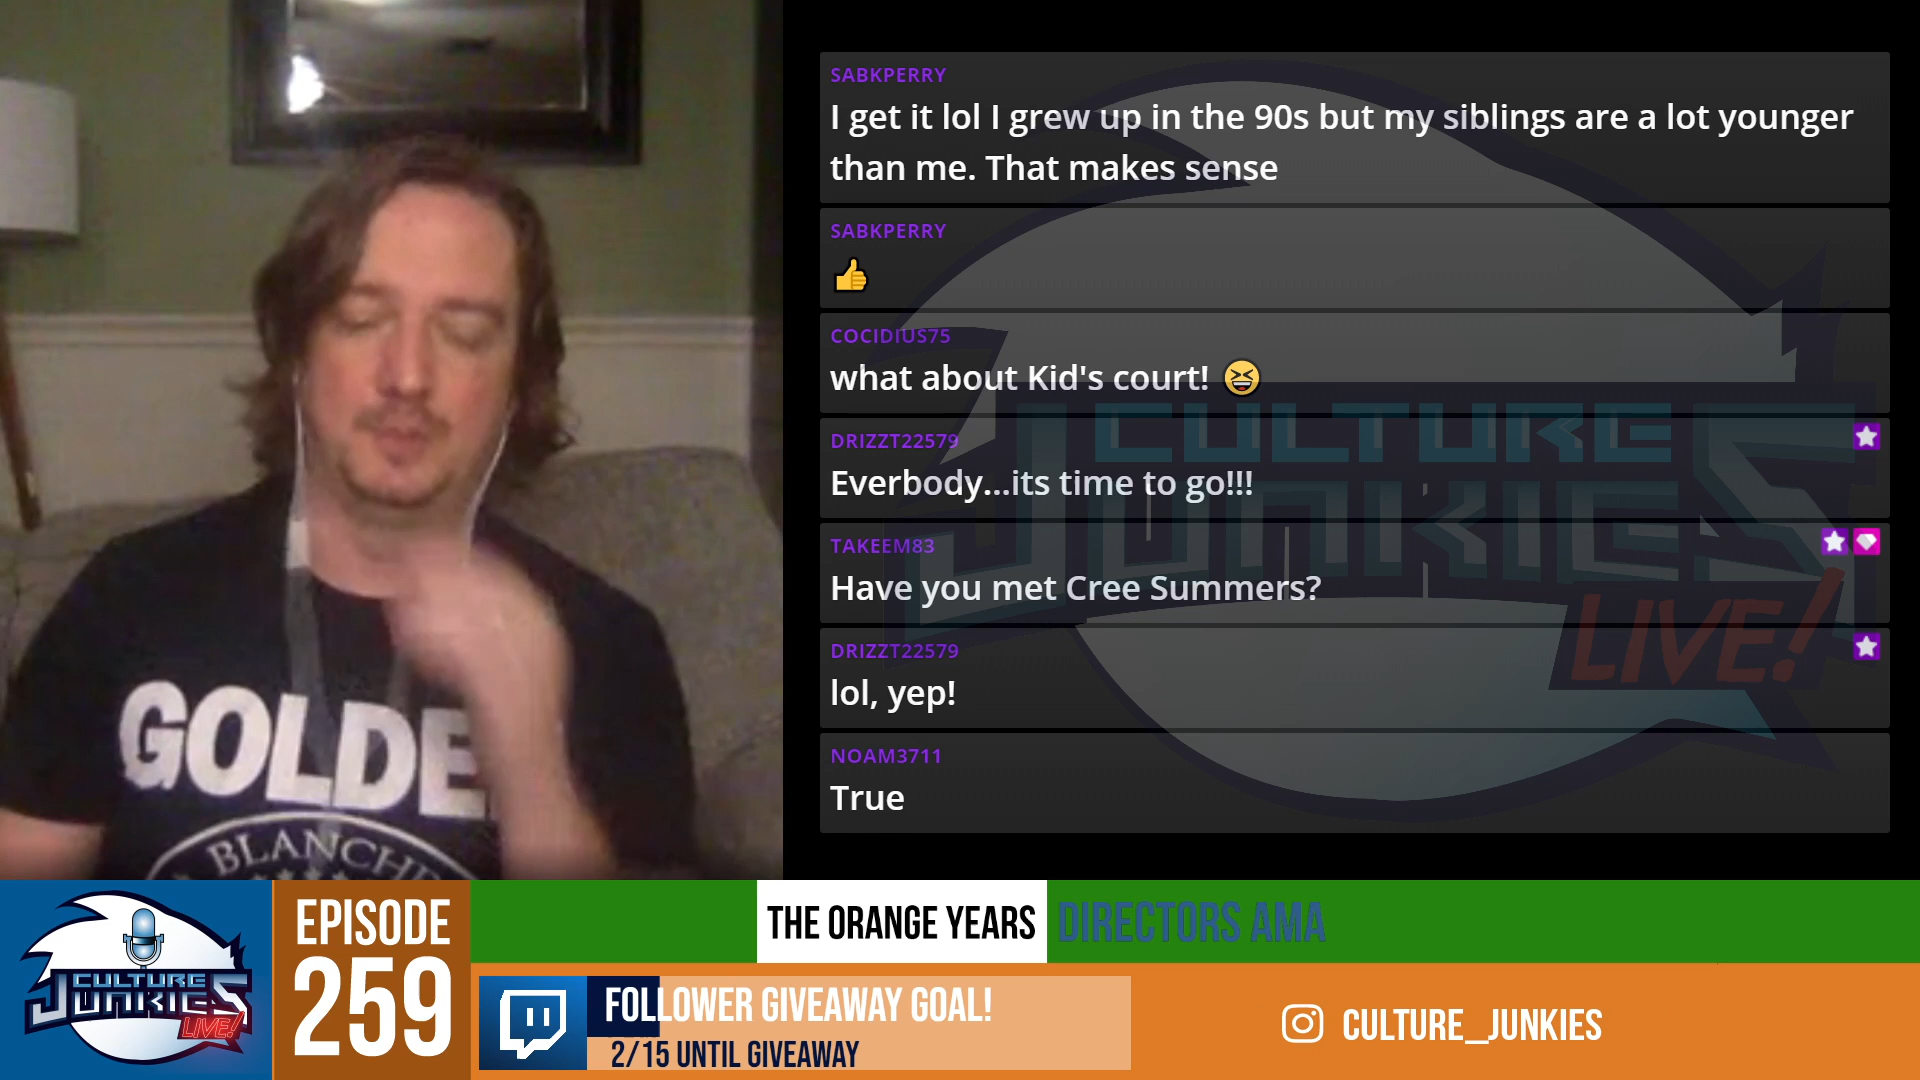 SABKPERRY
I get it lol I grew up in the 90s but my siblings are a lot younger
than me. That makes sense
SABKPERRY
👍
COCIDIUS75
what about Kid's court! 😆
DRIZZT22579
Everbody...its time to go!!!
TAKEEM83
Have you met Cree Summers?
DRIZZT22579
lol, yep!
NOAM3711
True
CULTURE
JUNKIES
LIVE!
GOLDE
BLANCH
CULTURE
JUNKIES
LIVE!
EPISODE
259
THE ORANGE YEARS DIRECTORS AMA
FOLLOWER GIVEAWAY GOAL!
2/15 UNTIL GIVEAWAY
CULTURE_JUNKIES